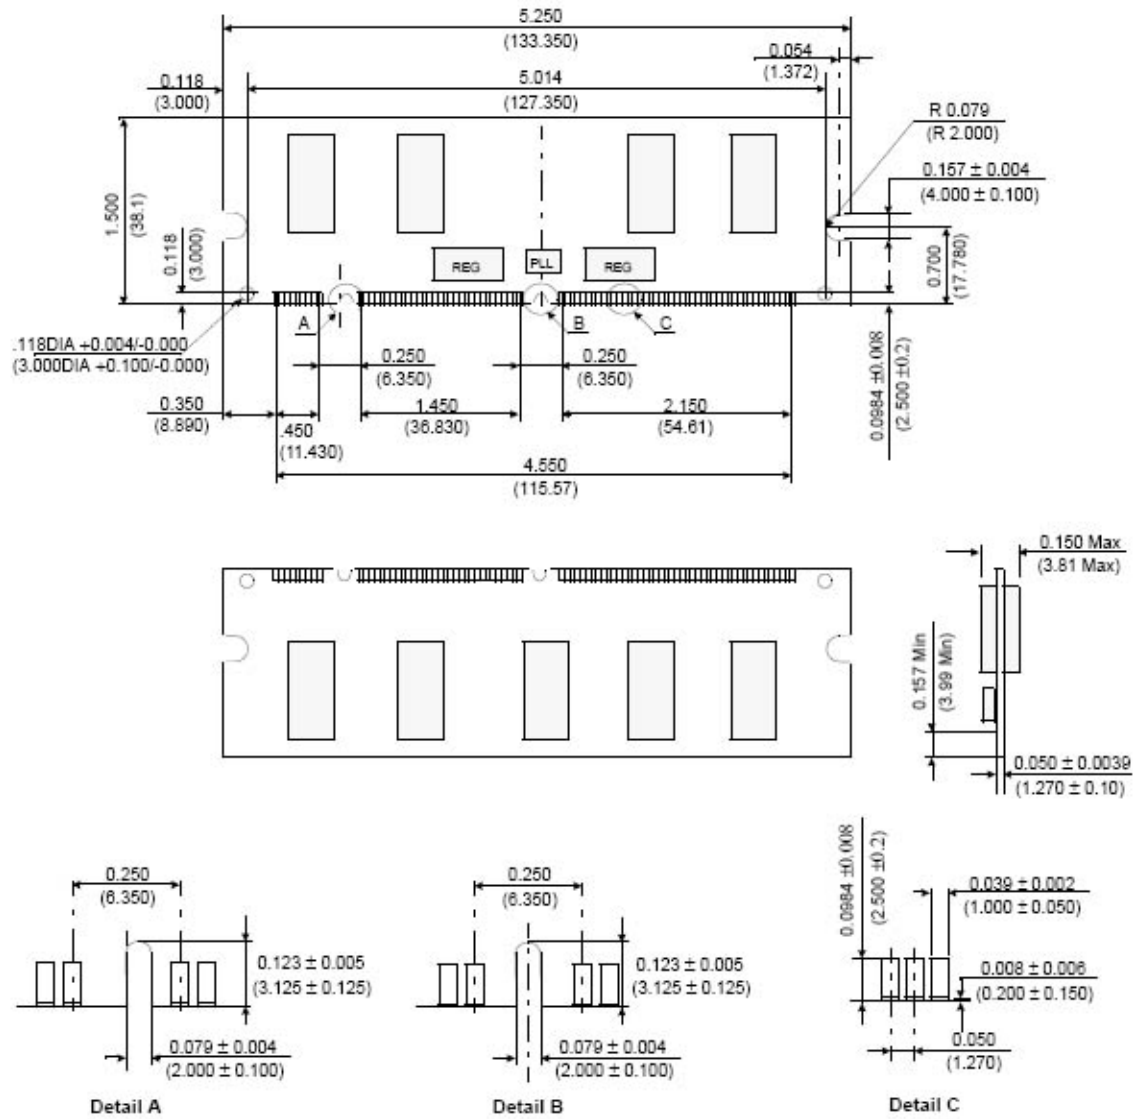 5.250
(133.350)
0.054
(1.372)
0.118
(3.000)
5.014
(127.350)
R 0.079
(R 2.000)
0.157 ± 0.004
(4.000 ± 0.100)
1.500
(38.1)
0.118
(3.000)
REG
PLL
REG
0.700
(17.780)
A
B
C
.118DIA +0.004/-0.000
(3.000DIA +0.100/-0.000)
0.250
(6.350)
0.250
(6.350)
0.0984 ±0.008
(2.500 ±0.2)
0.350
(8.890)
.450
(11.430)
1.450
(36.830)
2.150
(54.61)
4.550
(115.57)
0.150 Max
(3.81 Max)
0.157 Min
(3.99 Min)
0.050 ± 0.0039
(1.270 ± 0.10)
0.250
(6.350)
0.123 ± 0.005
(3.125 ± 0.125)
0.079 ± 0.004
(2.000 ± 0.100)
Detail A
0.250
(6.350)
0.123 ± 0.005
(3.125 ± 0.125)
0.079 ± 0.004
(2.000 ± 0.100)
Detail B
0.0984 ±0.008
(2.500 ±0.2)
0.039 ± 0.002
(1.000 ± 0.050)
0.008 ± 0.006
(0.200 ± 0.150)
0.050
(1.270)
Detail C